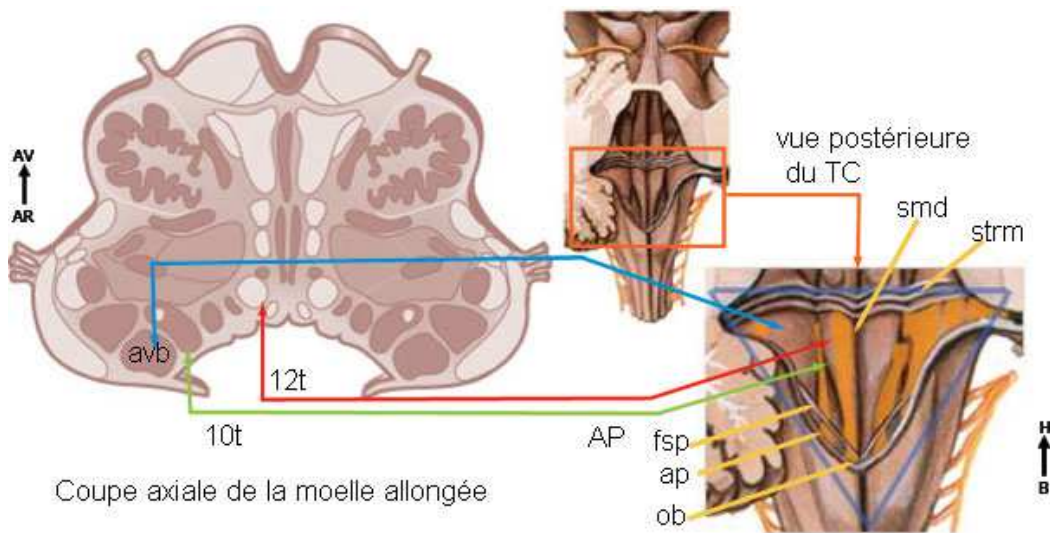 AV
AR
avb
12t
10t
AP
Coupe axiale de la moelle allongée
vue postérieure
du TC
smd
strm
fsp
ap
ob
H
B